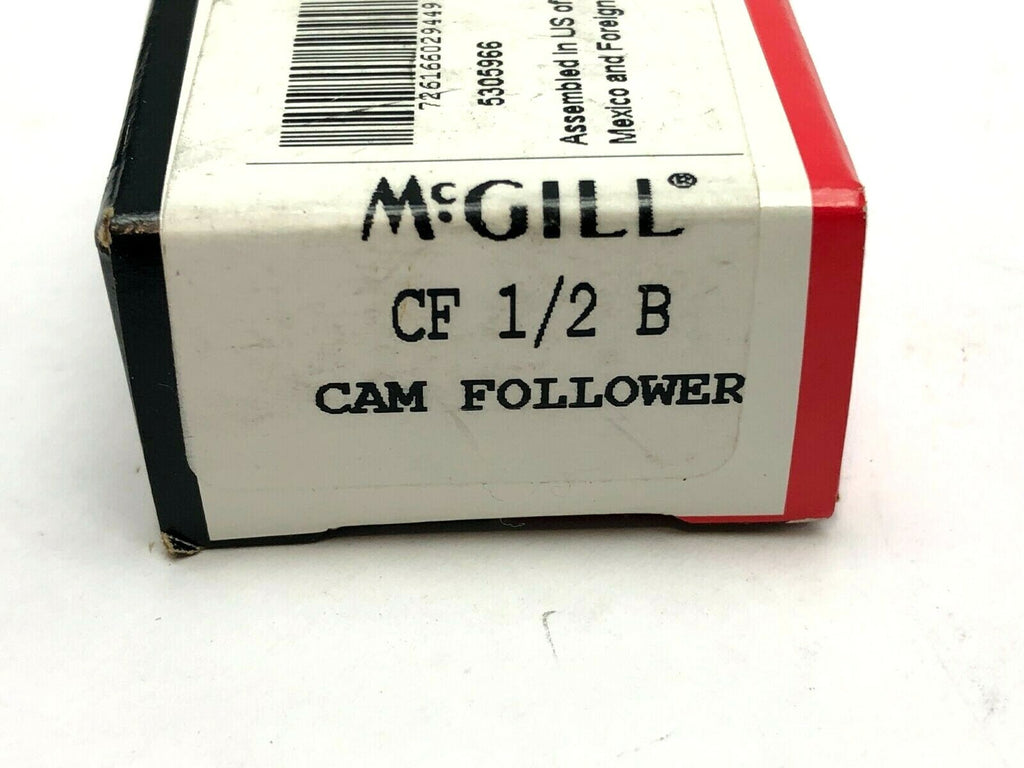 726166029449
5305966
Assembled In US of
Mexico and Foreign
McGILL®
CF 1/2 B
CAM FOLLOWER